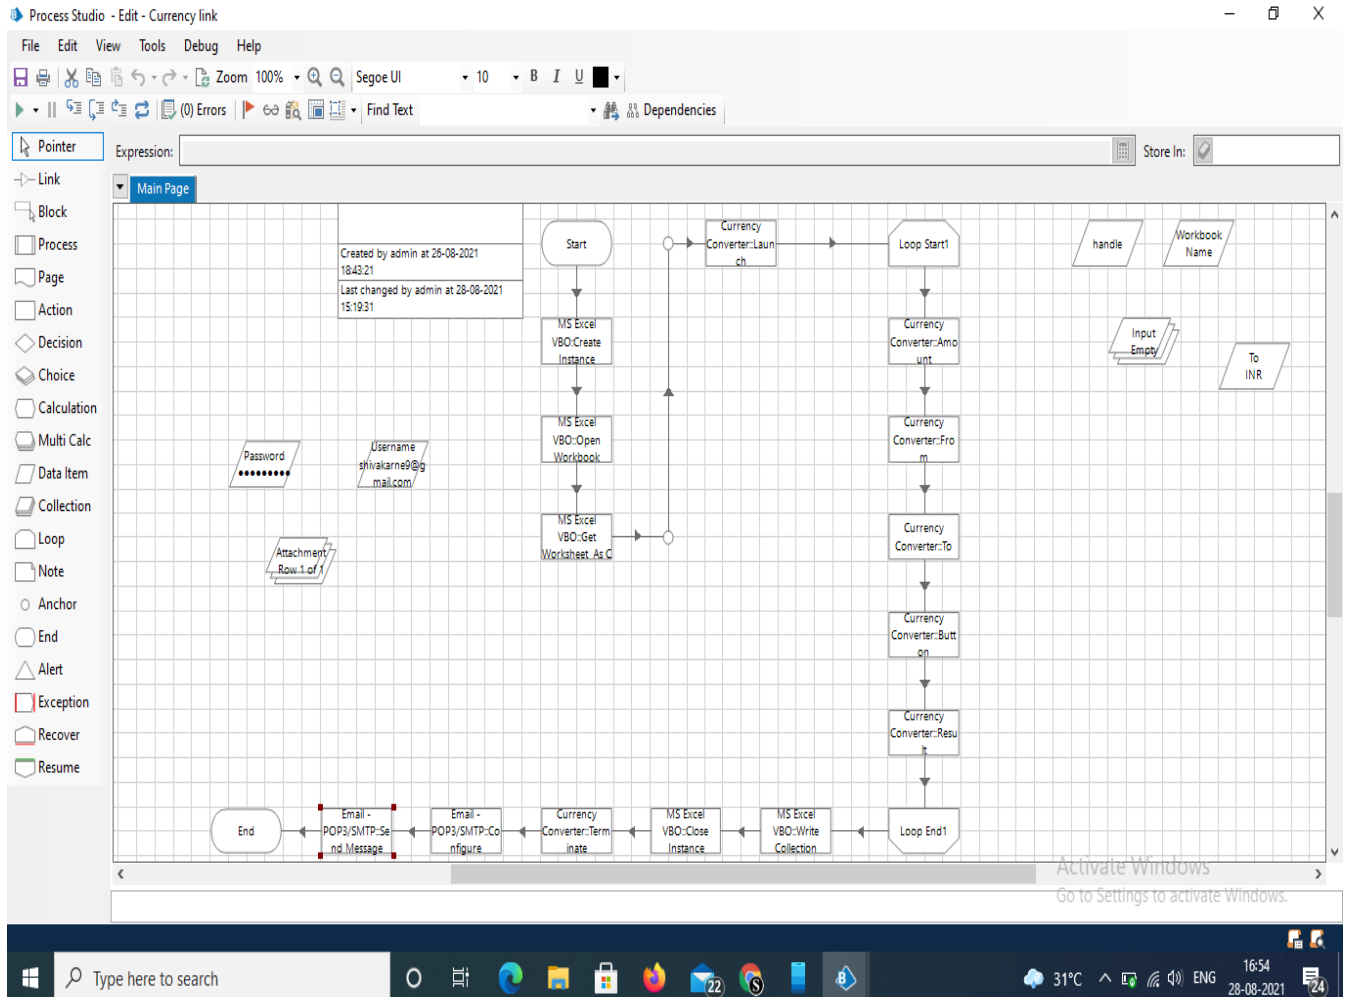 Process Studio  - Edit - Currency link
File Edit View Tools Debug Help
Zoom 100% Segoe UI 10 B I U
(0) Errors Find Text Dependencies
Pointer
Link
Block
Process
Page
Action
Decision
Choice
Calculation
Multi Calc
Data Item
Collection
Loop
Note
Anchor
End
Alert
Exception
Recover
Resume
Expression:
Store In:
Main Page
Created by admin at 26-08-2021
18:43:21
Last changed by admin at 28-08-2021
15:19:31
Start
MS Excel
VBO::Create
Instance
MS Excel
VBO::Open
Workbook
MS Excel
VBO::Get
Worksheet As C
Currency
Converter::Laun
ch
Loop Start1
Currency
Converter::Amo
unt
Currency
Converter::Fro
m
Currency
Converter::To
Currency
Converter::Butt
on
Currency
Converter::Resu
lt
Loop End1
MS Excel
VBO::Write
Collection
MS Excel
VBO::Close
Instance
Currency
Converter::Term
inate
Email -
POP3/SMTP::Co
nfigure
Email -
POP3/SMTP::Se
nd Message
End
handle
Workbook
Name
Input
Empty
To
INR
Password
•••••••••
Username
shivakarne9@g
mail.com
Attachment
Row 1 of 1
Activate Windows
Go to Settings to activate Windows.
Type here to search
22
S
31°C
ENG
16:54
28-08-2021
24